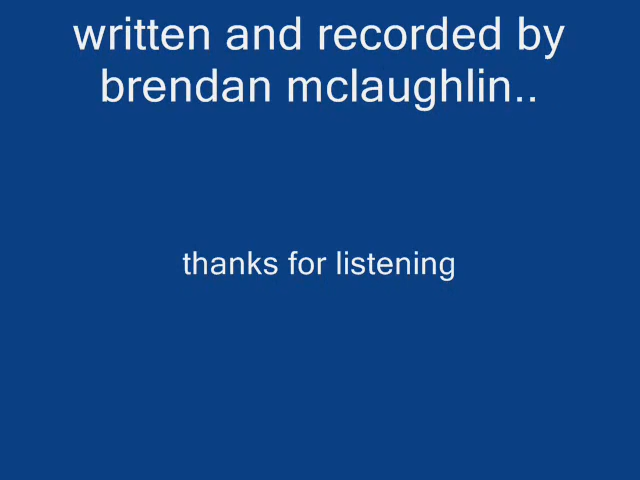 written and recorded by
brendan mclaughlin..
thanks for listening